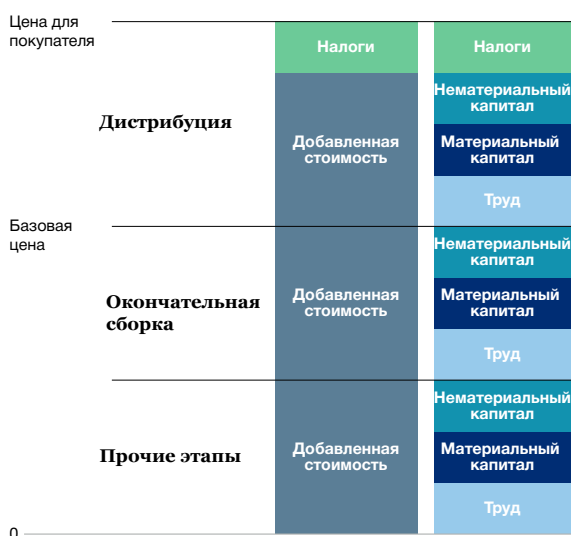 Цена для
покупателя
Налоги
Налоги
Дистрибуция
Добавленная
стоимость
Нематериальный
капитал
Материальный
капитал
Труд
Базовая
цена
Окончательная
сборка
Добавленная
стоимость
Нематериальный
капитал
Материальный
капитал
Труд
Прочие этапы
Добавленная
стоимость
Нематериальный
капитал
Материальный
капитал
Труд
0